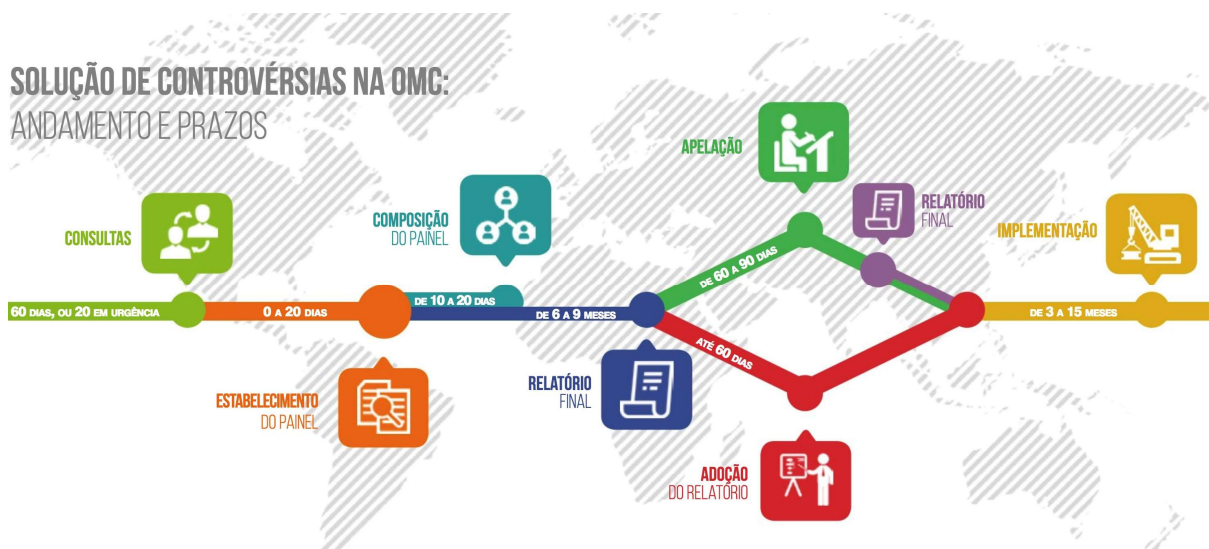 SOLUÇÃO DE CONTROVÉRSIAS NA OMC:
ANDAMENTO E PRAZOS
CONSULTAS
60 DIAS, OU 20 EM URGÊNCIA
0 A 20 DIAS
ESTABELECIMENTO
DO PAINEL
COMPOSIÇÃO
DO PAINEL
DE 10 A 20 DIAS
DE 6 A 9 MESES
RELATÓRIO
FINAL
APELAÇÃO
DE 60 A 90 DIAS
RELATÓRIO
FINAL
ATÉ 60 DIAS
ADOÇÃO
DO RELATÓRIO
IMPLEMENTAÇÃO
DE 3 A 15 MESES